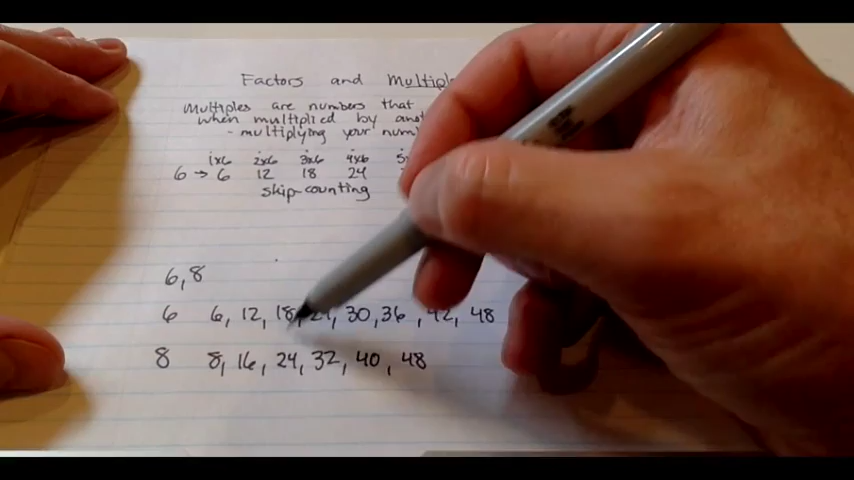 Factors and Multipl
Multiples are numbers that
when multiplied by
- multiplying your num
1x6 2x6 3x6 4x6
6 → 6 12 18 24
skip-counting
6,8
6 6, 12, 18, 24, 30, 36, 42, 48
8 8, 16, 24, 32, 40, 48